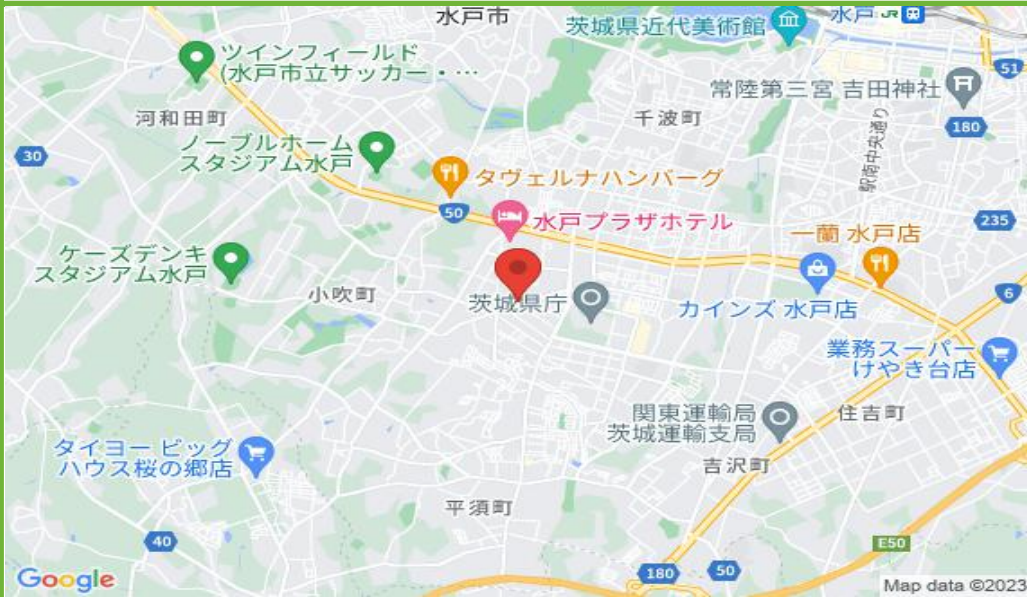 水戸市
茨城県近代美術館
水戸 JR
ツインフィールド
(水戸市立サッカー・…
51
常陸第三宮 吉田神社
河和田町
千波町
180
30
ノーブルホーム
スタジアム水戸
駅南中央通り
タヴェルナハンバーグ
50
水戸プラザホテル
235
一蘭 水戸店
ケーズデンキ
スタジアム水戸
小吹町
茨城県庁
カインズ 水戸店
6
業務スーパー
けやき台店
関東運輸局
茨城運輸支局
住吉町
タイヨー ビッグ
ハウス桜の郷店
吉沢町
平須町
40
E50
180
50
Google
Map data ©2023